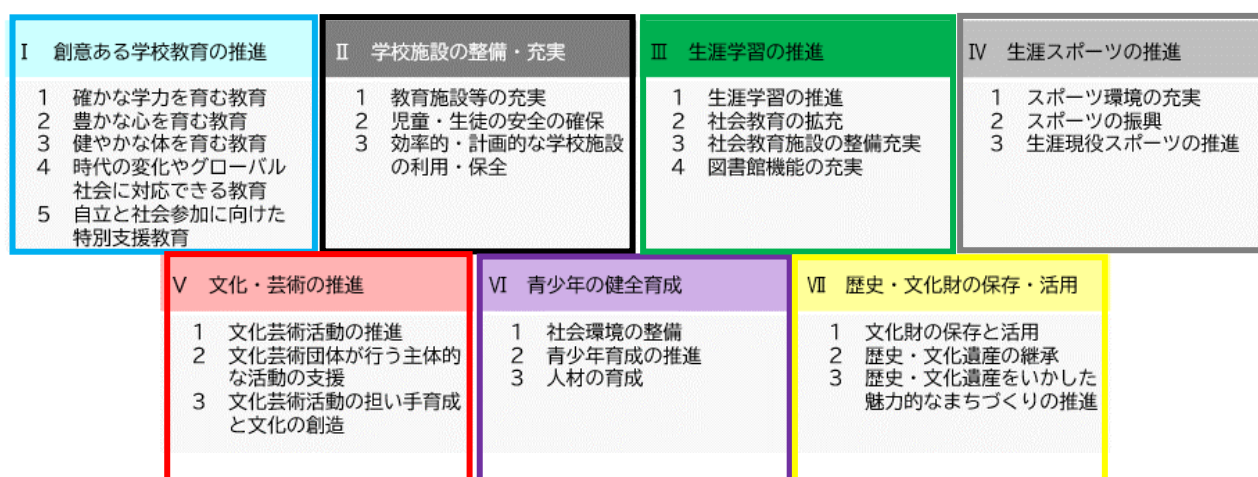 Ⅰ 創意ある学校教育の推進
1 確かな学力を育む教育
2 豊かな心を育む教育
3 健やかな体を育む教育
4 時代の変化やグローバル
社会に対応できる教育
5 自立と社会参加に向けた
特別支援教育
Ⅱ 学校施設の整備・充実
1 教育施設等の充実
2 児童・生徒の安全の確保
3 効率的・計画的な学校施設
の利用・保全
Ⅲ 生涯学習の推進
1 生涯学習の推進
2 社会教育の拡充
3 社会教育施設の整備充実
4 図書館機能の充実
Ⅳ 生涯スポーツの推進
1 スポーツ環境の充実
2 スポーツの振興
3 生涯現役スポーツの推進
Ⅴ 文化・芸術の推進
1 文化芸術活動の推進
2 文化芸術団体が行う主体的
な活動の支援
3 文化芸術活動の担い手育成
と文化の創造
Ⅵ 青少年の健全育成
1 社会環境の整備
2 青少年育成の推進
3 人材の育成
Ⅶ 歴史・文化財の保存・活用
1 文化財の保存と活用
2 歴史・文化遺産の継承
3 歴史・文化遺産をいかした
魅力的なまちづくりの推進